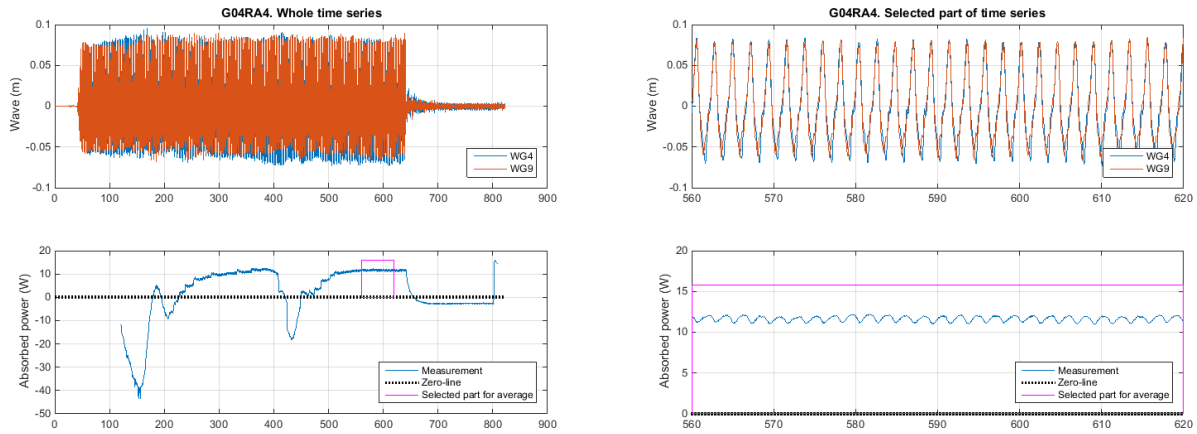 G04RA4. Whole time series
0.1
0.05
0
-0.05
-0.1
Wave (m)
WG4
WG9
0 100 200 300 400 500 600 700 800 900
G04RA4. Selected part of time series
0.1
0.05
0
-0.05
-0.1
Wave (m)
WG4
WG9
560 570 580 590 600 610 620
20
10
0
-10
-20
-30
-40
-50
Absorbed power (W)
Measurement
Zero-line
Selected part for average
0 100 200 300 400 500 600 700 800 900
20
15
10
5
0
Absorbed power (W)
Measurement
Zero-line
Selected part for average
560 570 580 590 600 610 620